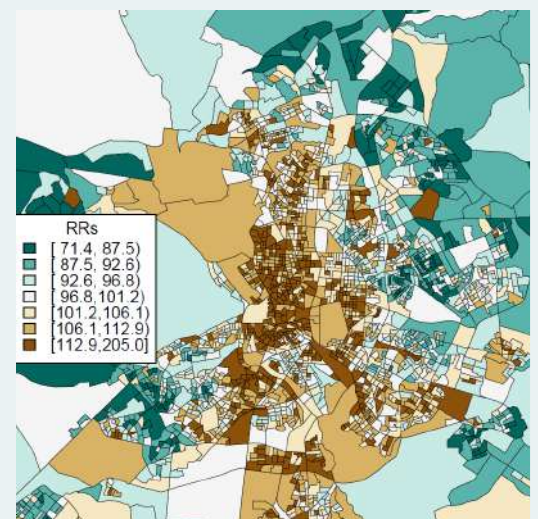 RRs
[ 71.4, 87.5)
[ 87.5, 92.6)
[ 92.6, 96.8)
[ 96.8,101.2)
[101.2,106.1)
[106.1,112.9)
[112.9,205.0]